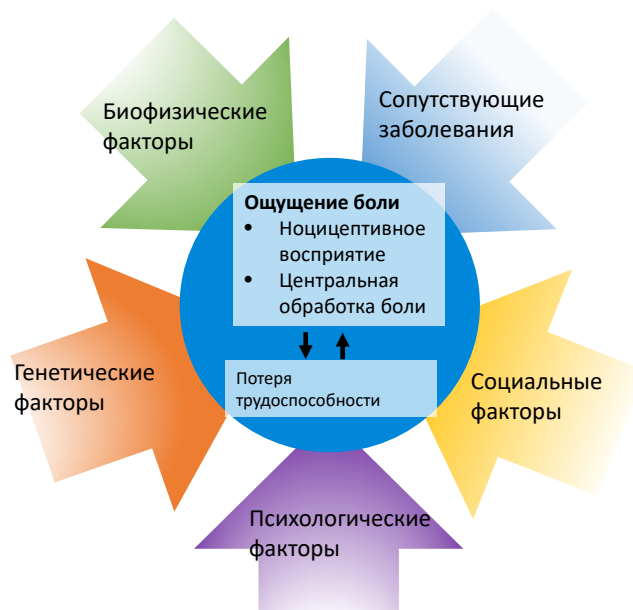 Биофизические
факторы
Сопутствующие
заболевания
Ощущение боли
• Ноцицептивное
восприятие
• Центральная
обработка боли
Генетические
факторы
Потеря
трудоспособности
Социальные
факторы
Психологические
факторы